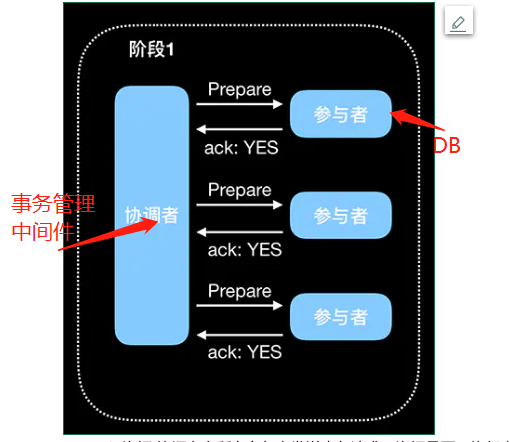 阶段1
Prepare
参与者
ack: YES
DB
事务管理
中间件
协调者
Prepare
参与者
ack: YES
Prepare
参与者
ack: YES